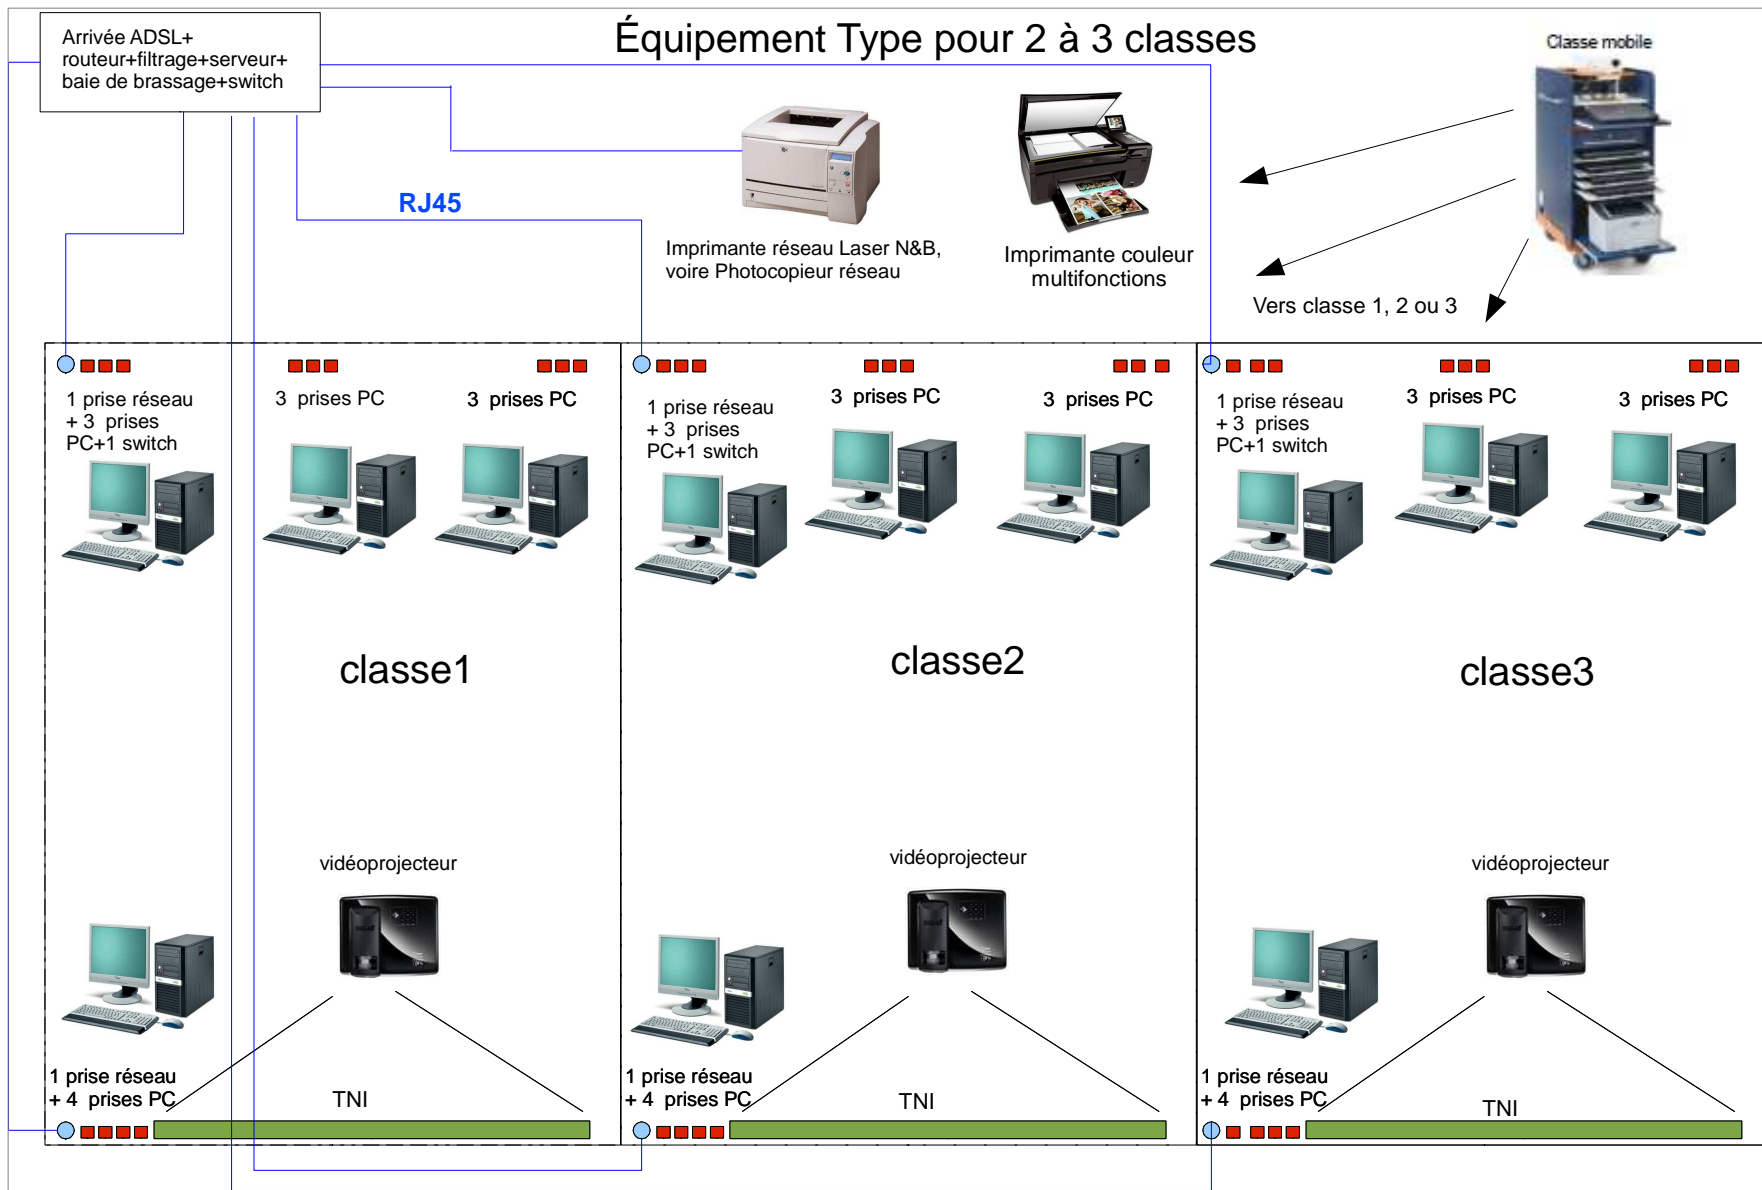 Équipement Type pour 2 à 3 classes
Arrivée ADSL+
routeur+filtrage+serveur+
baie de brassage+switch
Classe mobile
RJ45
Imprimante réseau Laser N&B,
voire Photocopieur réseau
Imprimante couleur
multifonctions
Vers classe 1, 2 ou 3
1 prise réseau
+ 3 prises
PC+1 switch
3 prises PC
3 prises PC
1 prise réseau
+ 3 prises
PC+1 switch
3 prises PC
3 prises PC
1 prise réseau
+ 3 prises
PC+1 switch
3 prises PC
3 prises PC
classe1
classe2
classe3
vidéoprojecteur
vidéoprojecteur
vidéoprojecteur
1 prise réseau
+ 4 prises PC
TNI
1 prise réseau
+ 4 prises PC
TNI
1 prise réseau
+ 4 prises PC
TNI